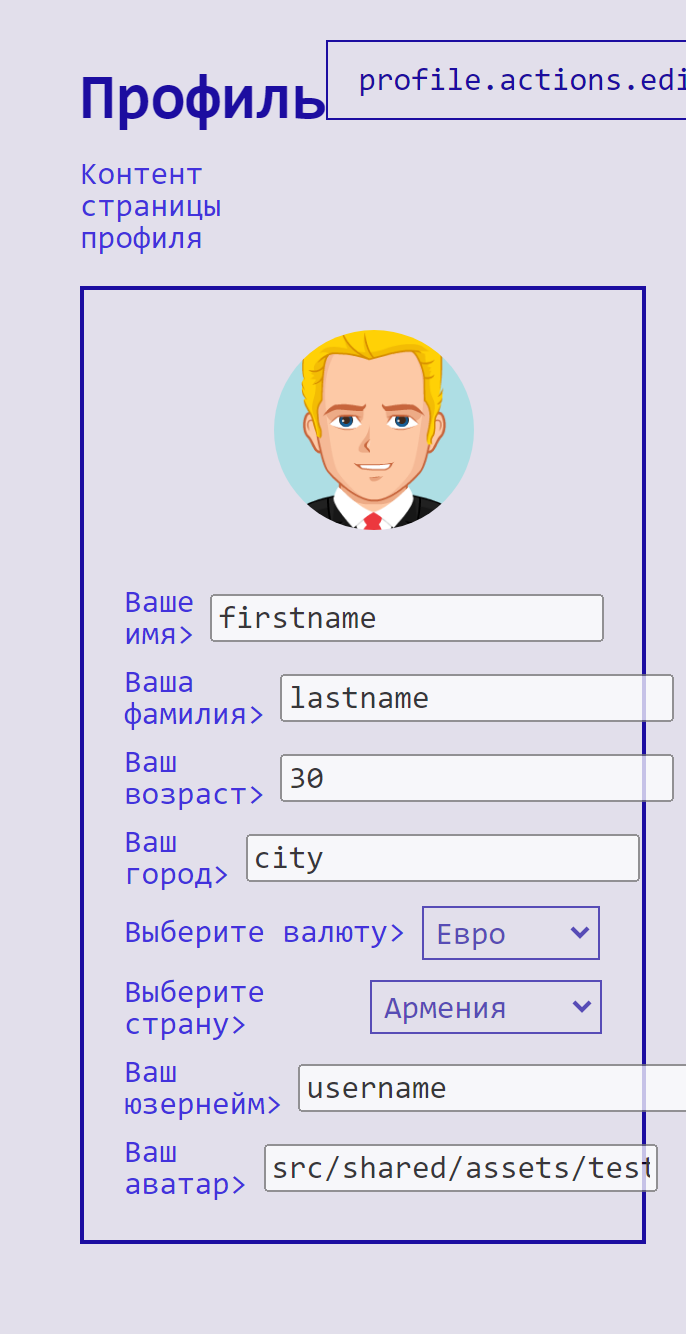 Профиль
profile.actions.edi
Контент
страницы
профиля
Ваше
имя>
firstname
Ваша
фамилия>
lastname
Ваш
возраст>
30
Ваш
город>
city
Выберите валюту>
Евро
Выберите
страну>
Армения
Ваш
юзернейм>
username
Ваш
аватар>
src/shared/assets/test